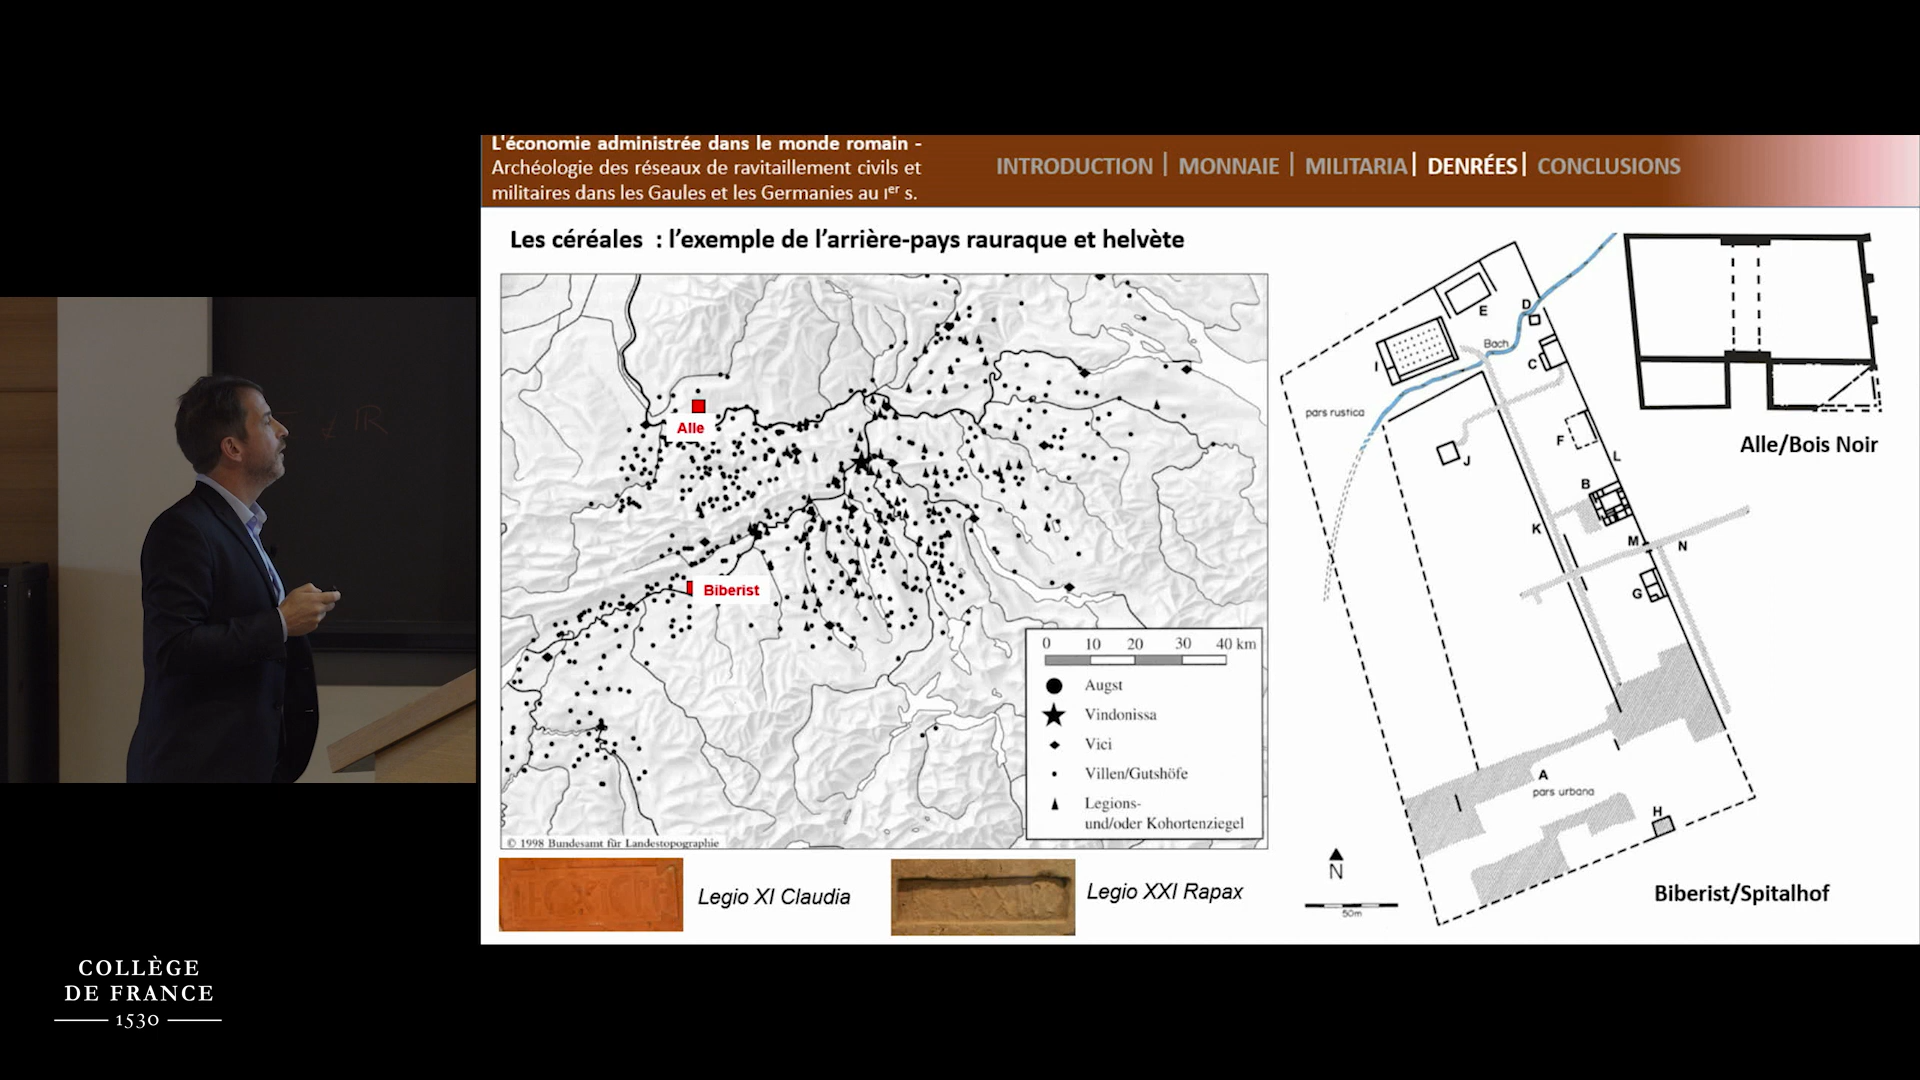 L'économie administrée dans le monde romain -
Archéologie des réseaux de ravitaillement civils et
militaires dans les Gaules et les Germanies au Ier s.
INTRODUCTION | MONNAIE | MILITARIA | DENRÉES | CONCLUSIONS
Les céréales : l'exemple de l'arrière-pays rauraque et helvète
Alle
Biberist
0 10 20 30 40 km
Augst
Vindonissa
Vici
Villen/Gutshöfe
Legions-
und/oder Kohortenziegel
© 1998 Bundesamt für Landestopographie
Legio XI Claudia
Legio XXI Rapax
E
D
Bach
I
C
pars rustica
F
J
L
B
K
M
N
G
A
pars urbana
H
N
50m
Alle/Bois Noir
Biberist/Spitalhof
COLLÈGE
DE FRANCE
1530